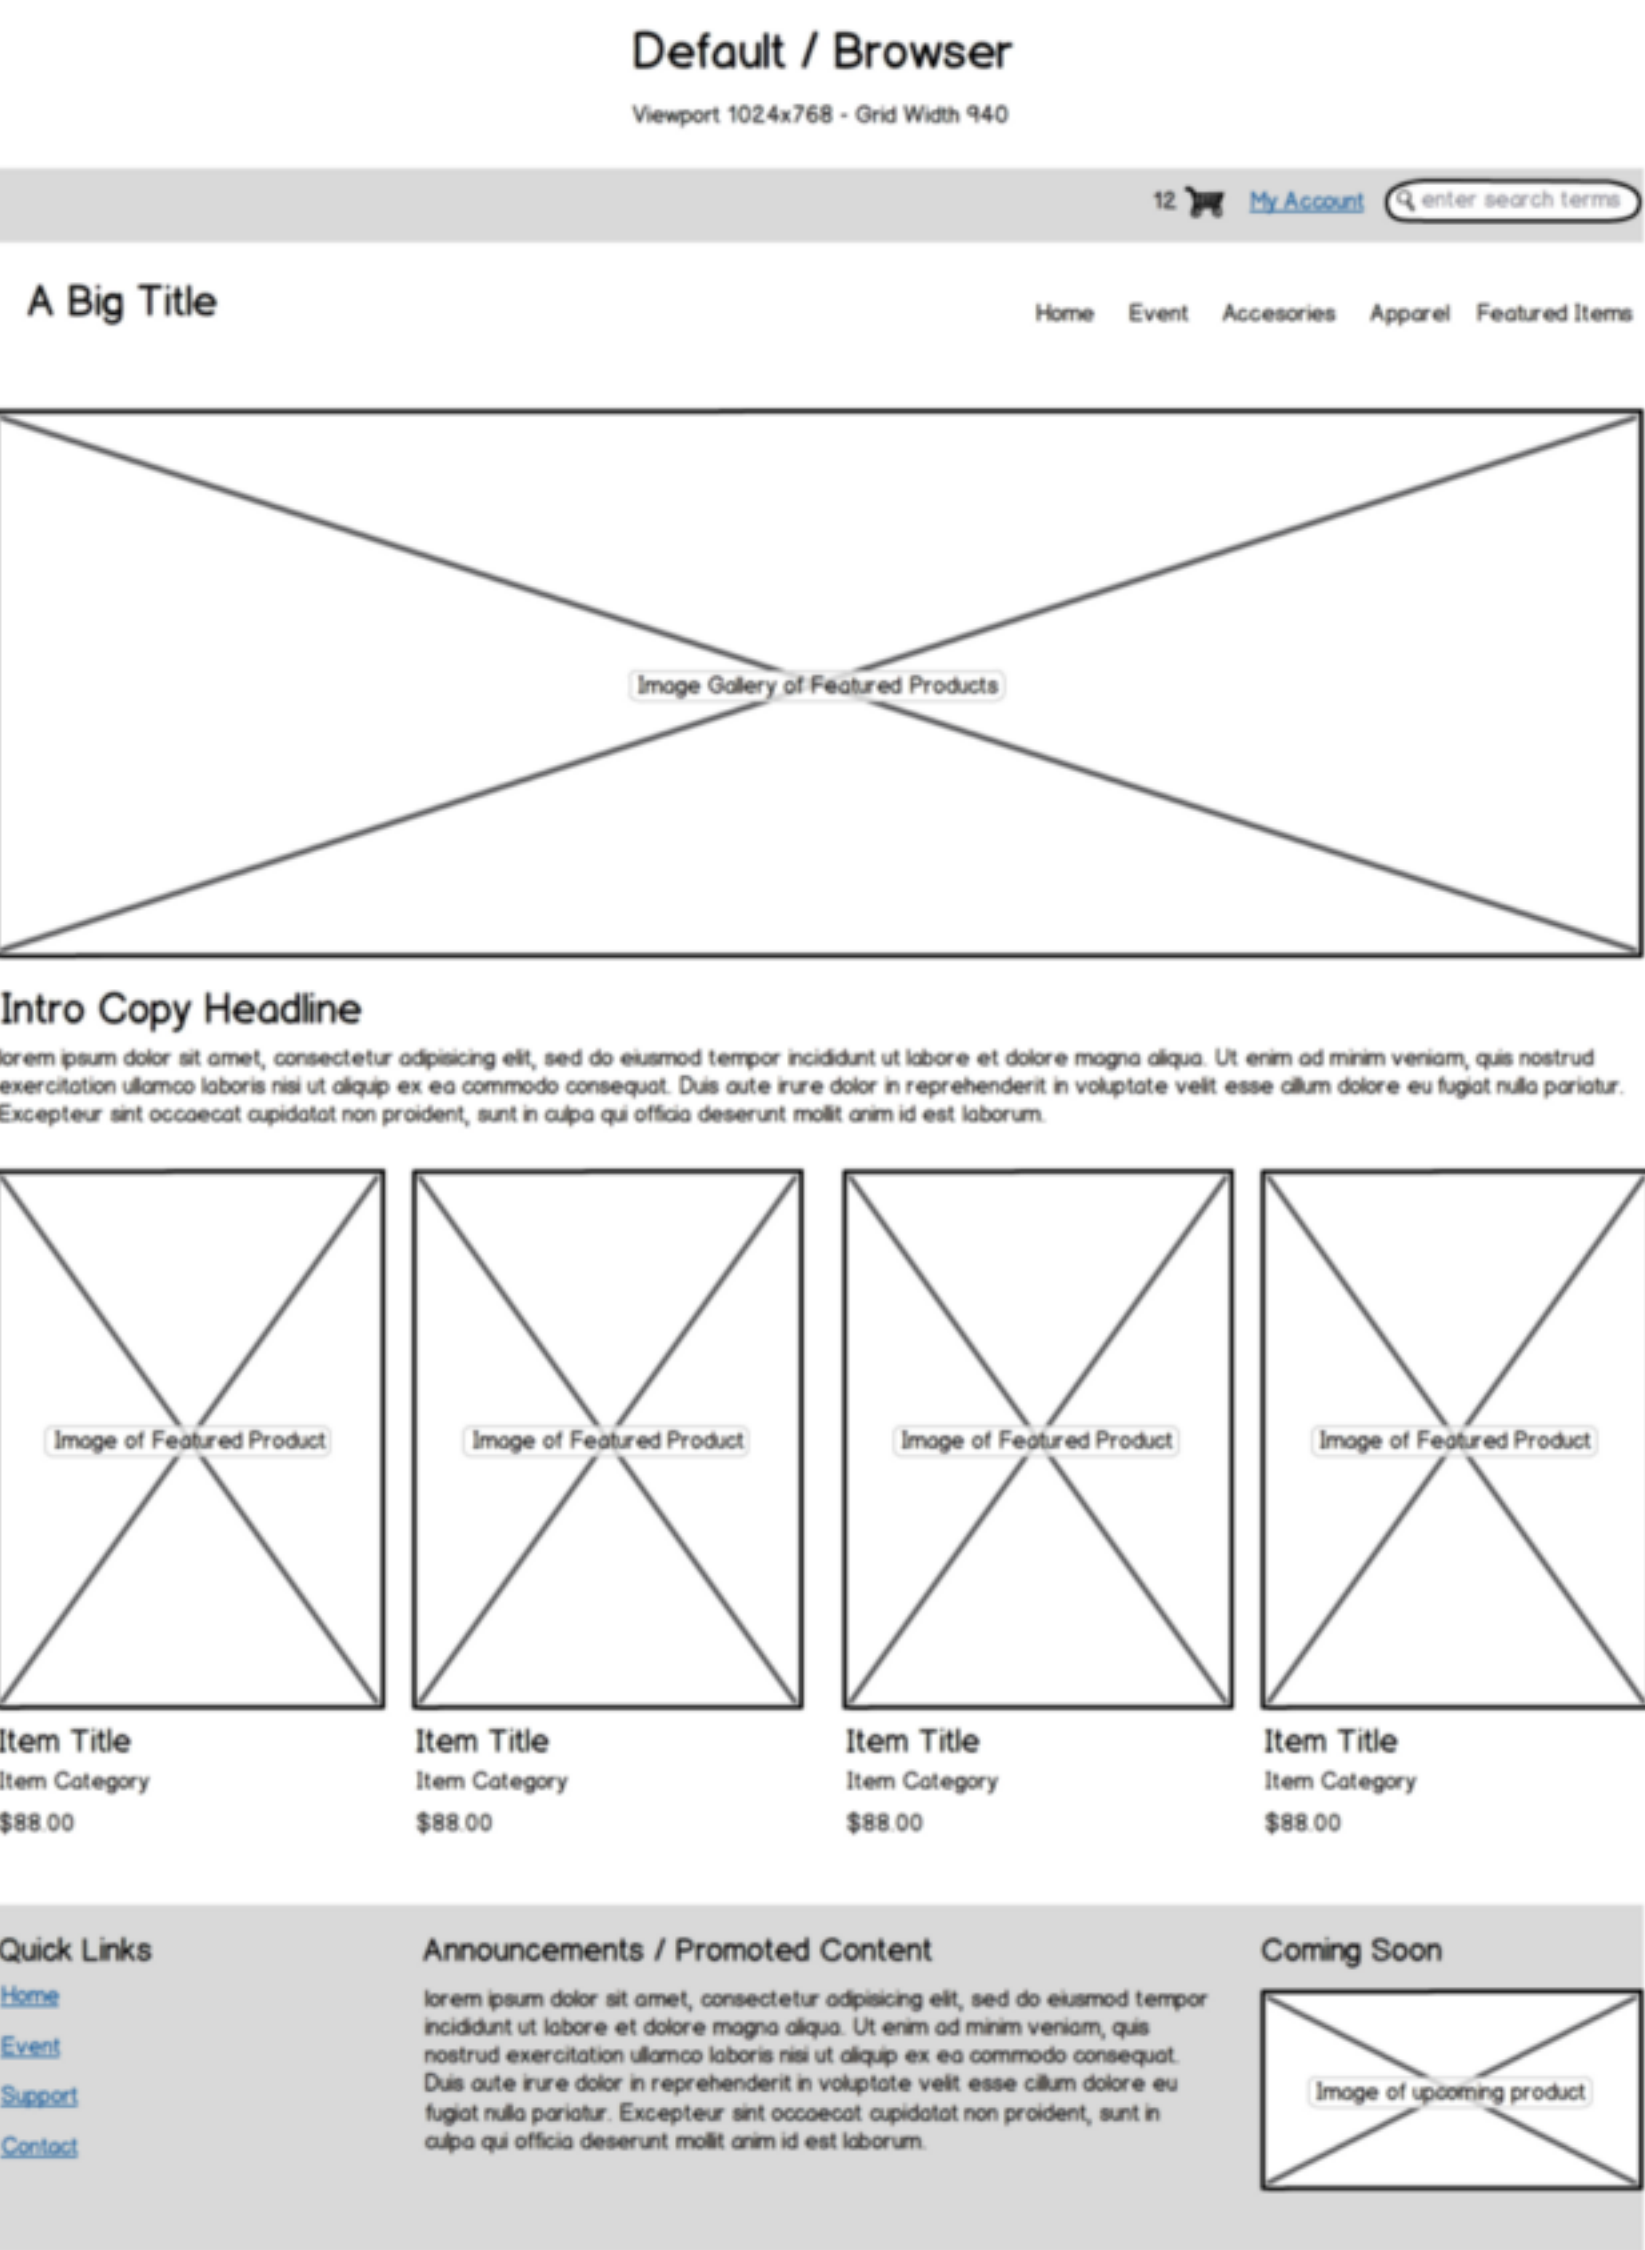 Default / Browser
Viewport 1024x768 - Grid Width 940
12 My Account enter search terms
A Big Title
Home Event Accesories Apparel Featured Items
Image Gallery of Featured Products
Intro Copy Headline
lorem ipsum dolor sit amet, consectetur adipisicing elit, sed do eiusmod tempor incididunt ut labore et dolore magna aliqua. Ut enim ad minim veniam, quis nostrud
exercitation ullamco laboris nisi ut aliquip ex ea commodo consequat. Duis aute irure dolor in reprehenderit in voluptate velit esse cillum dolore eu fugiat nulla pariatur.
Excepteur sint occaecat cupidatat non proident, sunt in culpa qui officia deserunt mollit anim id est laborum.
Image of Featured Product Image of Featured Product Image of Featured Product Image of Featured Product
Item Title Item Title Item Title Item Title
Item Category Item Category Item Category Item Category
$88.00 $88.00 $88.00 $88.00
Quick Links
Home
Event
Support
Contact
Announcements / Promoted Content
lorem ipsum dolor sit amet, consectetur adipisicing elit, sed do eiusmod tempor
incididunt ut labore et dolore magna aliqua. Ut enim ad minim veniam, quis
nostrud exercitation ullamco laboris nisi ut aliquip ex ea commodo consequat.
Duis aute irure dolor in reprehenderit in voluptate velit esse cillum dolore eu
fugiat nulla pariatur. Excepteur sint occaecat cupidatat non proident, sunt in
culpa qui officia deserunt mollit anim id est laborum.
Coming Soon
Image of upcoming product